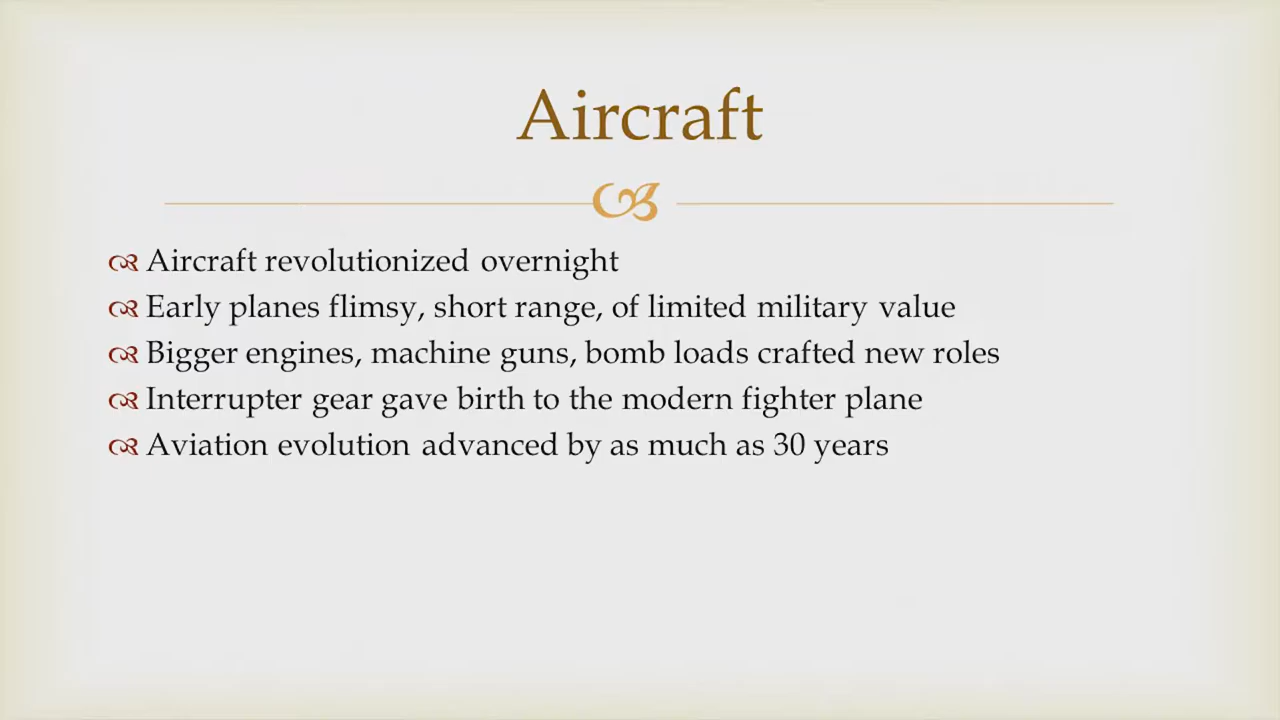 Aircraft
Aircraft revolutionized overnight
Early planes flimsy, short range, of limited military value
Bigger engines, machine guns, bomb loads crafted new roles
Interrupter gear gave birth to the modern fighter plane
Aviation evolution advanced by as much as 30 years